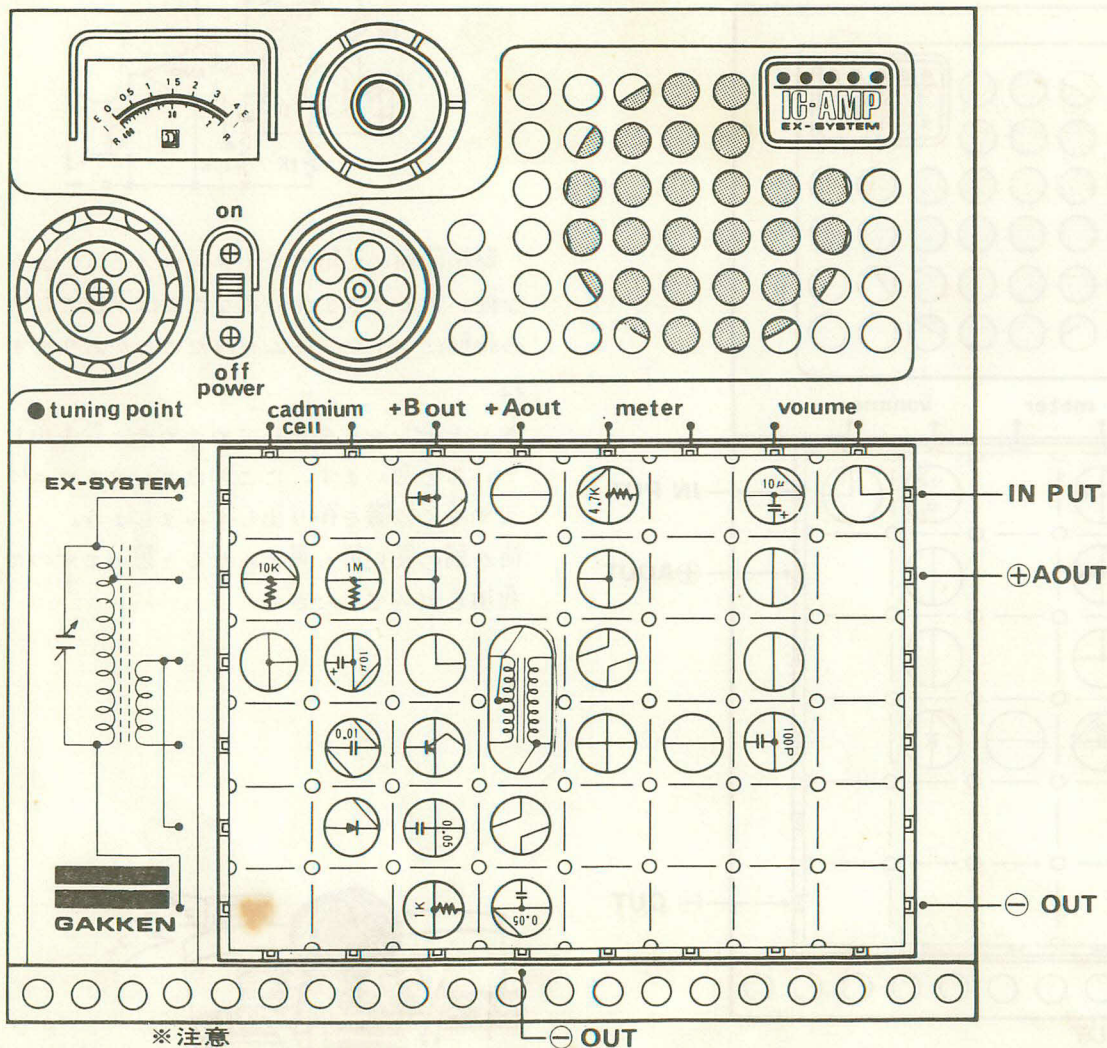 E 0 0.5 1 1.5 2 3 4 E
I
R 100 30 1 R
IC-AMP
EX-SYSTEM
on
off
power
tuning point
cadmium cell
+B out
+Aout
meter
volume
EX-SYSTEM
4.7K
10μ
+
IN PUT
10K
1M
⊕AOUT
10μ
+
0.01
100P
0.05
GAKKEN
1K
0.05
⊖ OUT
※注意
⊖ OUT